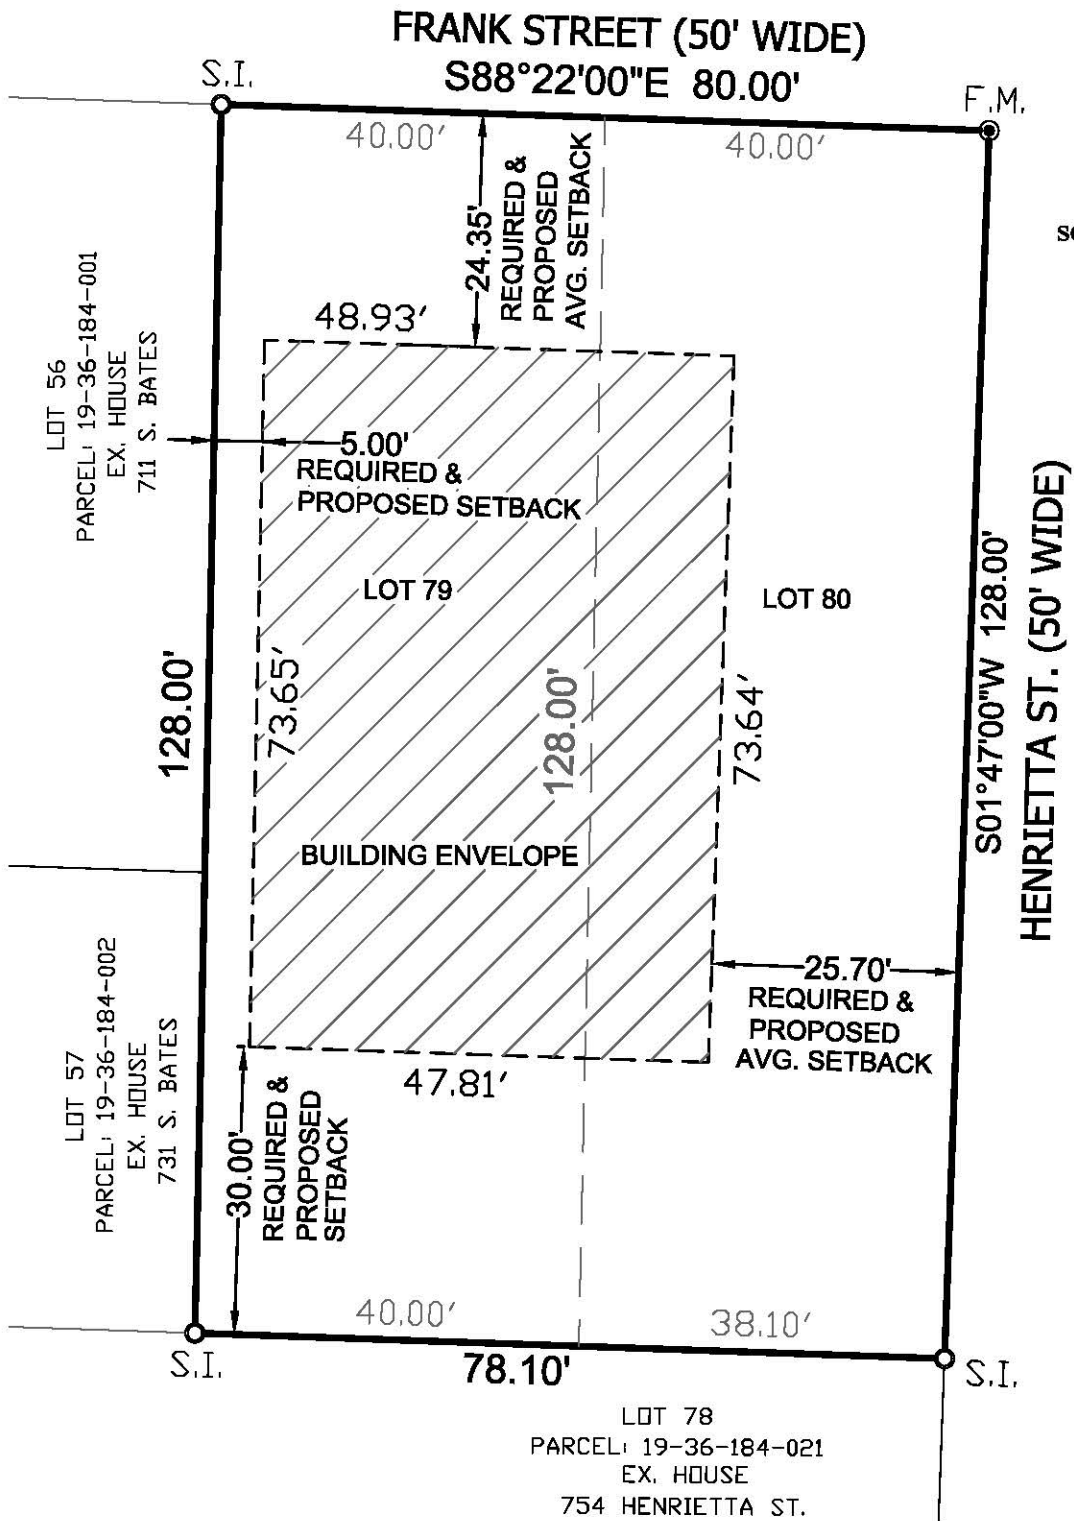 FRANK STREET (50' WIDE)
S88°22'00"E 80.00'
S.I.
F.M.
40.00'
40.00'
24.35'
REQUIRED &
PROPOSED
AVG. SETBACK
48.93'
LOT 56
PARCEL: 19-36-184-001
EX. HOUSE
711 S. BATES
5.00'
REQUIRED &
PROPOSED SETBACK
LOT 79
LOT 80
128.00'
73.65'
128.00'
73.64'
S01°47'00"W 128.00'
HENRIETTA ST. (50' WIDE)
BUILDING ENVELOPE
25.70'
REQUIRED &
PROPOSED
AVG. SETBACK
LOT 57
PARCEL: 19-36-184-002
EX. HOUSE
731 S. BATES
47.81'
30.00'
REQUIRED &
PROPOSED
SETBACK
40.00'
38.10'
S.I.
78.10'
S.I.
LOT 78
PARCEL: 19-36-184-021
EX. HOUSE
754 HENRIETTA ST.